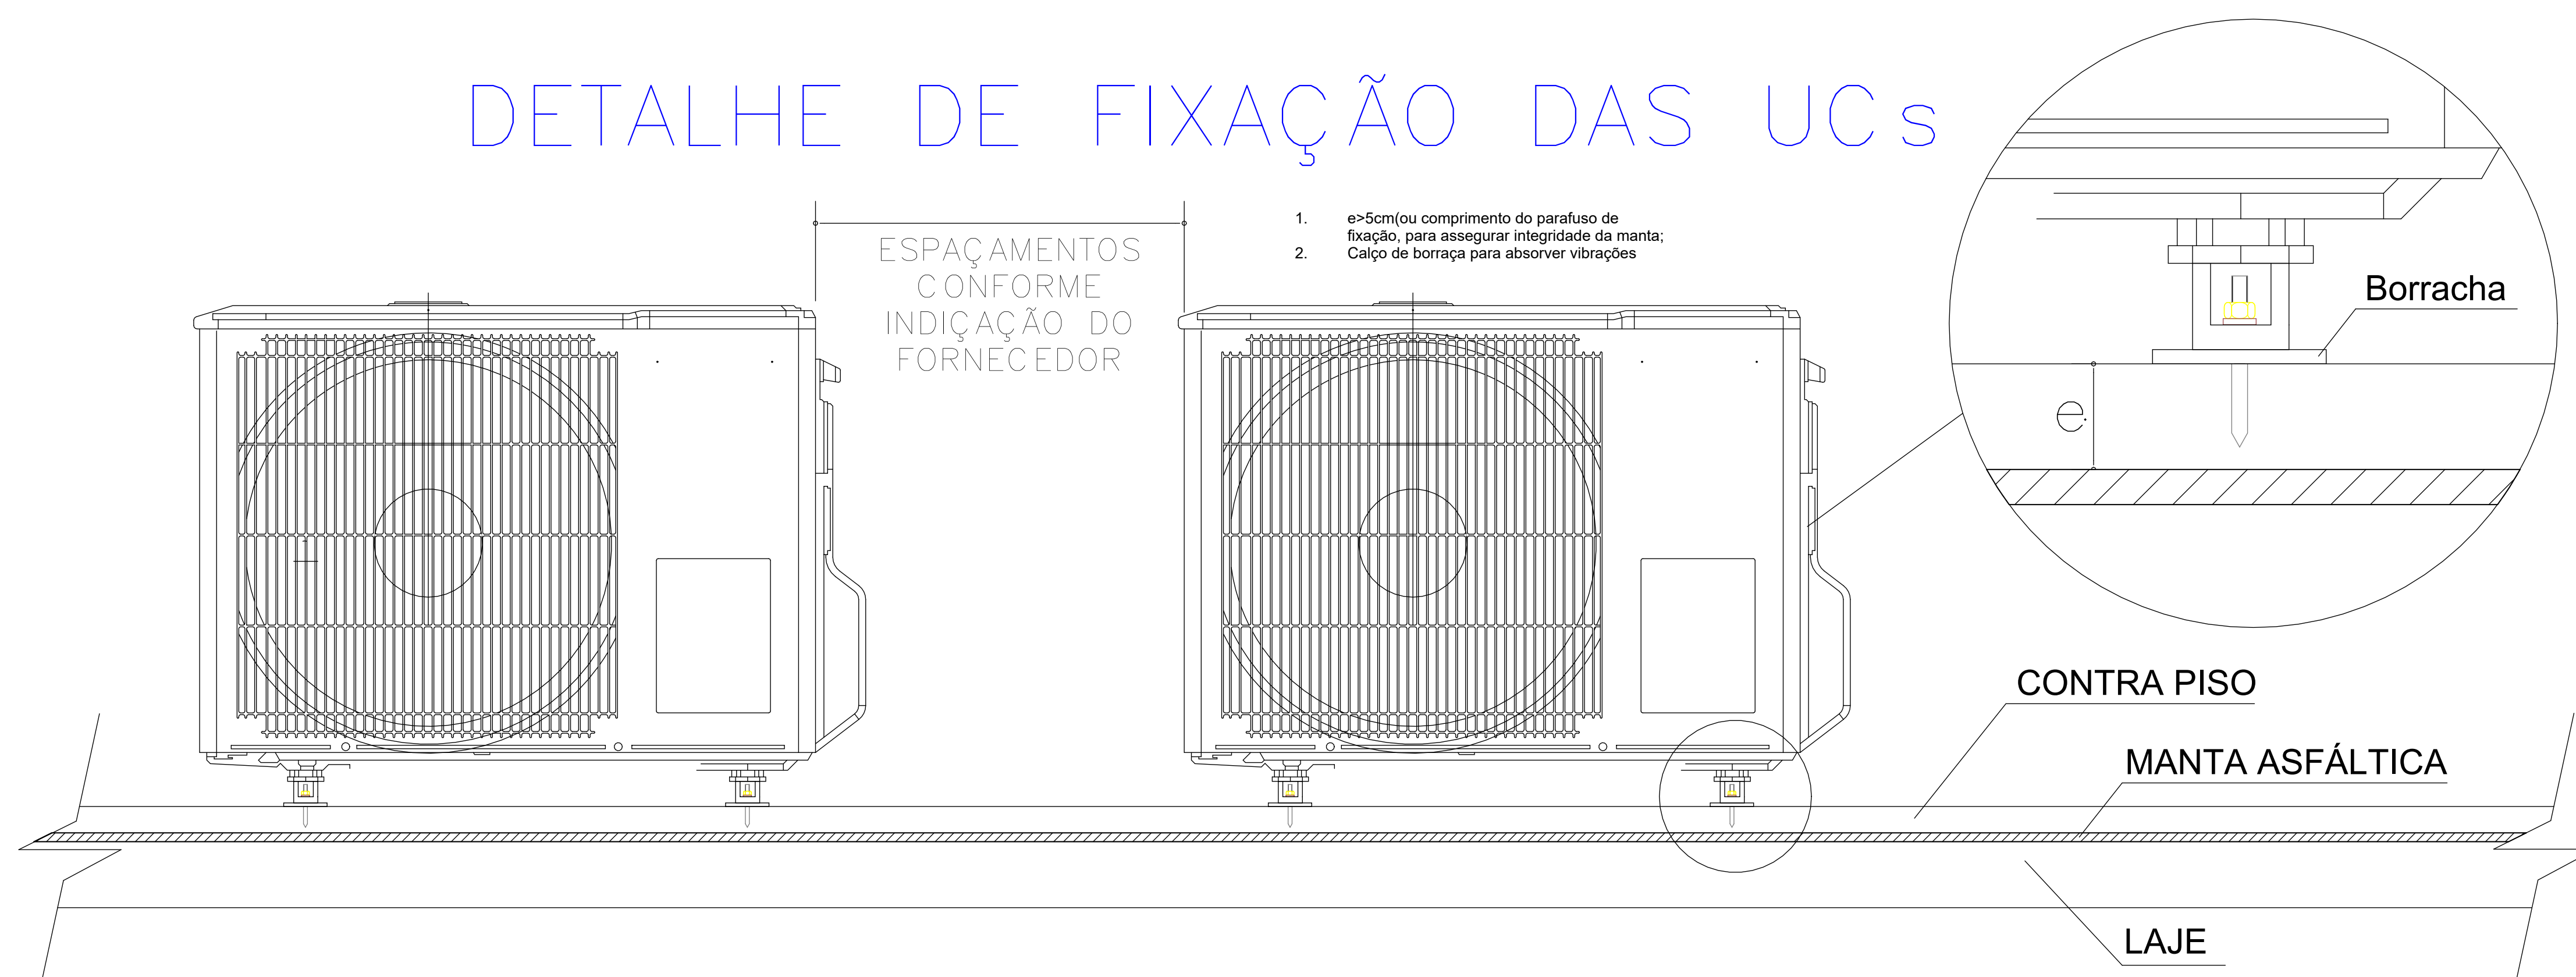 DETALHE DE FIXAÇÃO DAS UCs
1. e>5cm(ou comprimento do parafuso de
fixação, para assegurar integridade da manta;
2. Calço de borraça para absorver vibrações
ESPAÇAMENTOS
CONFORME
INDIÇAÇÃO DO
FORNECEDOR
Borracha
e.
CONTRA PISO
MANTA ASFÁLTICA
LAJE